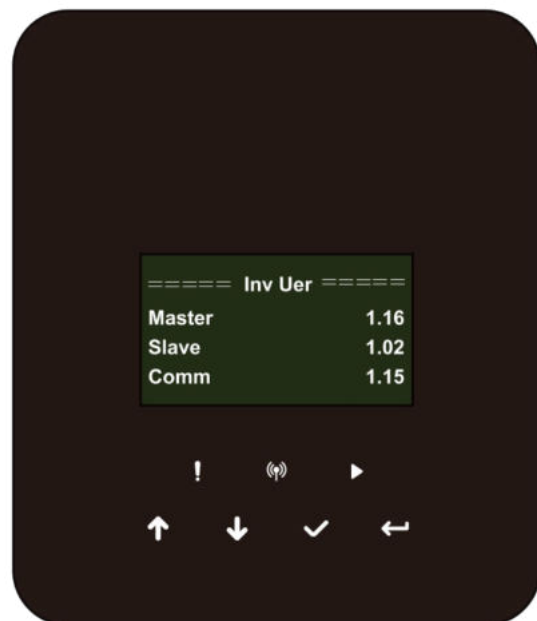 ===== Inv Uer =====
Master 1.16
Slave 1.02
Comm 1.15